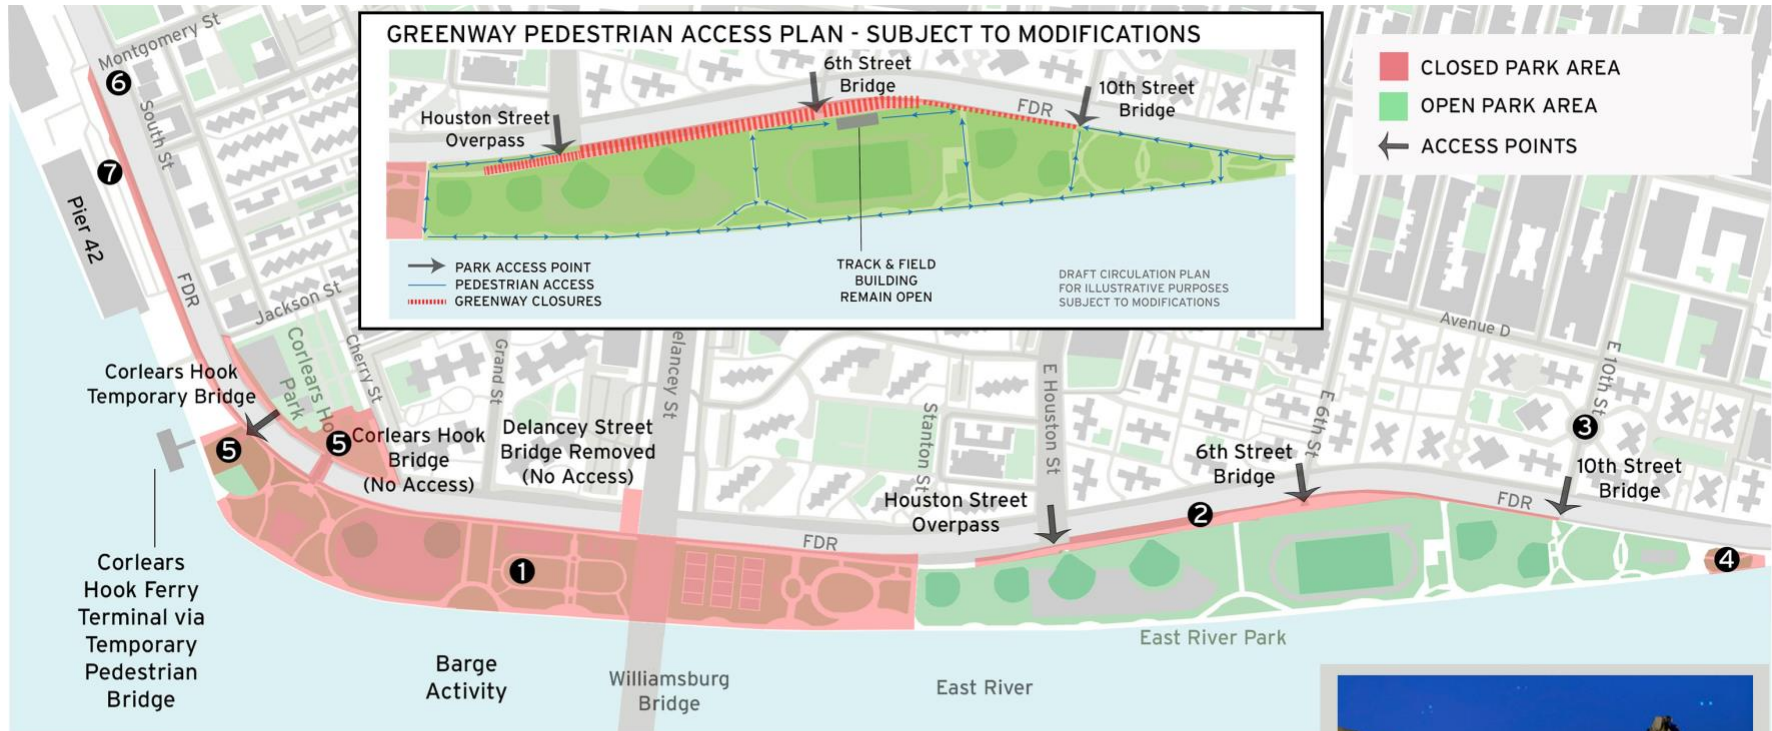 GREENWAY PEDESTRIAN ACCESS PLAN - SUBJECT TO MODIFICATIONS
6th Street
Bridge
10th Street
Bridge
FDR
Houston Street
Overpass
PARK ACCESS POINT
PEDESTRIAN ACCESS
GREENWAY CLOSURES
TRACK & FIELD
BUILDING
REMAIN OPEN
DRAFT CIRCULATION PLAN
FOR ILLUSTRATIVE PURPOSES
SUBJECT TO MODIFICATIONS
CLOSED PARK AREA
OPEN PARK AREA
ACCESS POINTS
Montgomery St
6
South St
7
Pier 42
FDR
Jackson St
Corlears Ho
Park
Cherry St
Corlears Hook
Temporary Bridge
5
5
Corlears Hook
Bridge
(No Access)
Grand St
Delancey Street
Bridge Removed
(No Access)
elancey St
Stanton St
E Houston St
Houston Street
Overpass
6th Street
Bridge
E 6th St
Avenue D
E 10th St
3
10th Street
Bridge
FDR
FDR
1
2
4
Corlears
Hook Ferry
Terminal via
Temporary
Pedestrian
Bridge
Barge
Activity
Williamsburg
Bridge
East River
East River Park